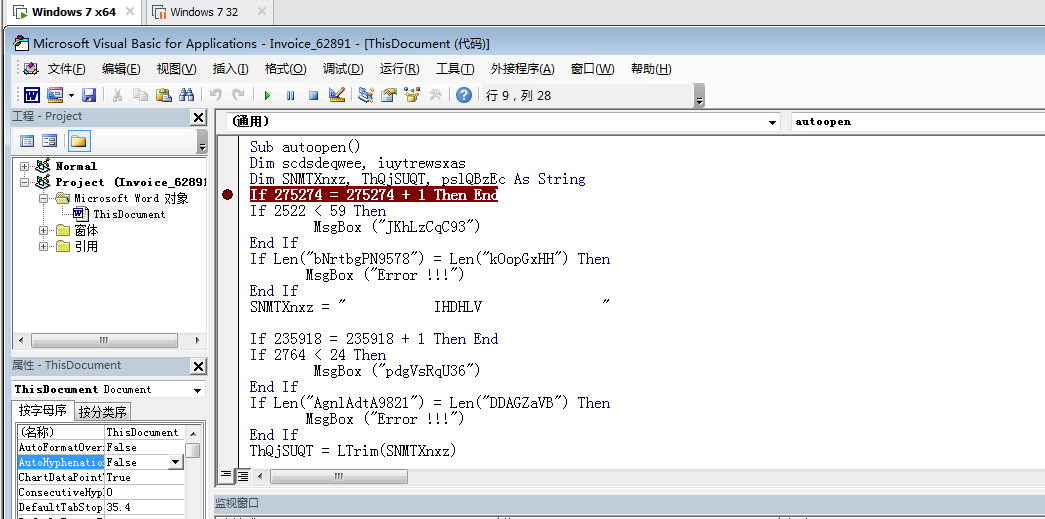 Windows 7 x64
Windows 7 32
Microsoft Visual Basic for Applications - Invoice_62891 - [ThisDocument (代码)]
文件(F) 编辑(E) 视图(V) 插入(I) 格式(O) 调试(D) 运行(R) 工具(T) 外接程序(A) 窗口(W) 帮助(H)
行 9, 列 28
工程 - Project
Normal
Project (Invoice_62891
Microsoft Word 对象
ThisDocument
窗体
引用
属性 - ThisDocument
ThisDocument Document
按字母序 按分类序
(名称) ThisDocument
AutoFormatOver False
AutoHyphenatio False
ChartDataPoint True
ConsecutiveHyp 0
DefaultTabStop 35.4
(通用)
autoopen
Sub autoopen()
Dim scdsdeqwee, iuytrewsxas
Dim SNMTXnxz, ThQjSUQT, pslQBzEc As String
If 275274 = 275274 + 1 Then End
If 2522 < 59 Then
MsgBox ("JKhLzCqC93")
End If
If Len("bNrtbgPN9578") = Len("kOopGxHH") Then
MsgBox ("Error !!!")
End If
SNMTXnxz = "           IHDHLV               "
If 235918 = 235918 + 1 Then End
If 2764 < 24 Then
MsgBox ("pdgVsRqU36")
End If
If Len("AgnlAdtA9821") = Len("DDAGZaVB") Then
MsgBox ("Error !!!")
End If
ThQjSUQT = LTrim(SNMTXnxz)
监视窗口